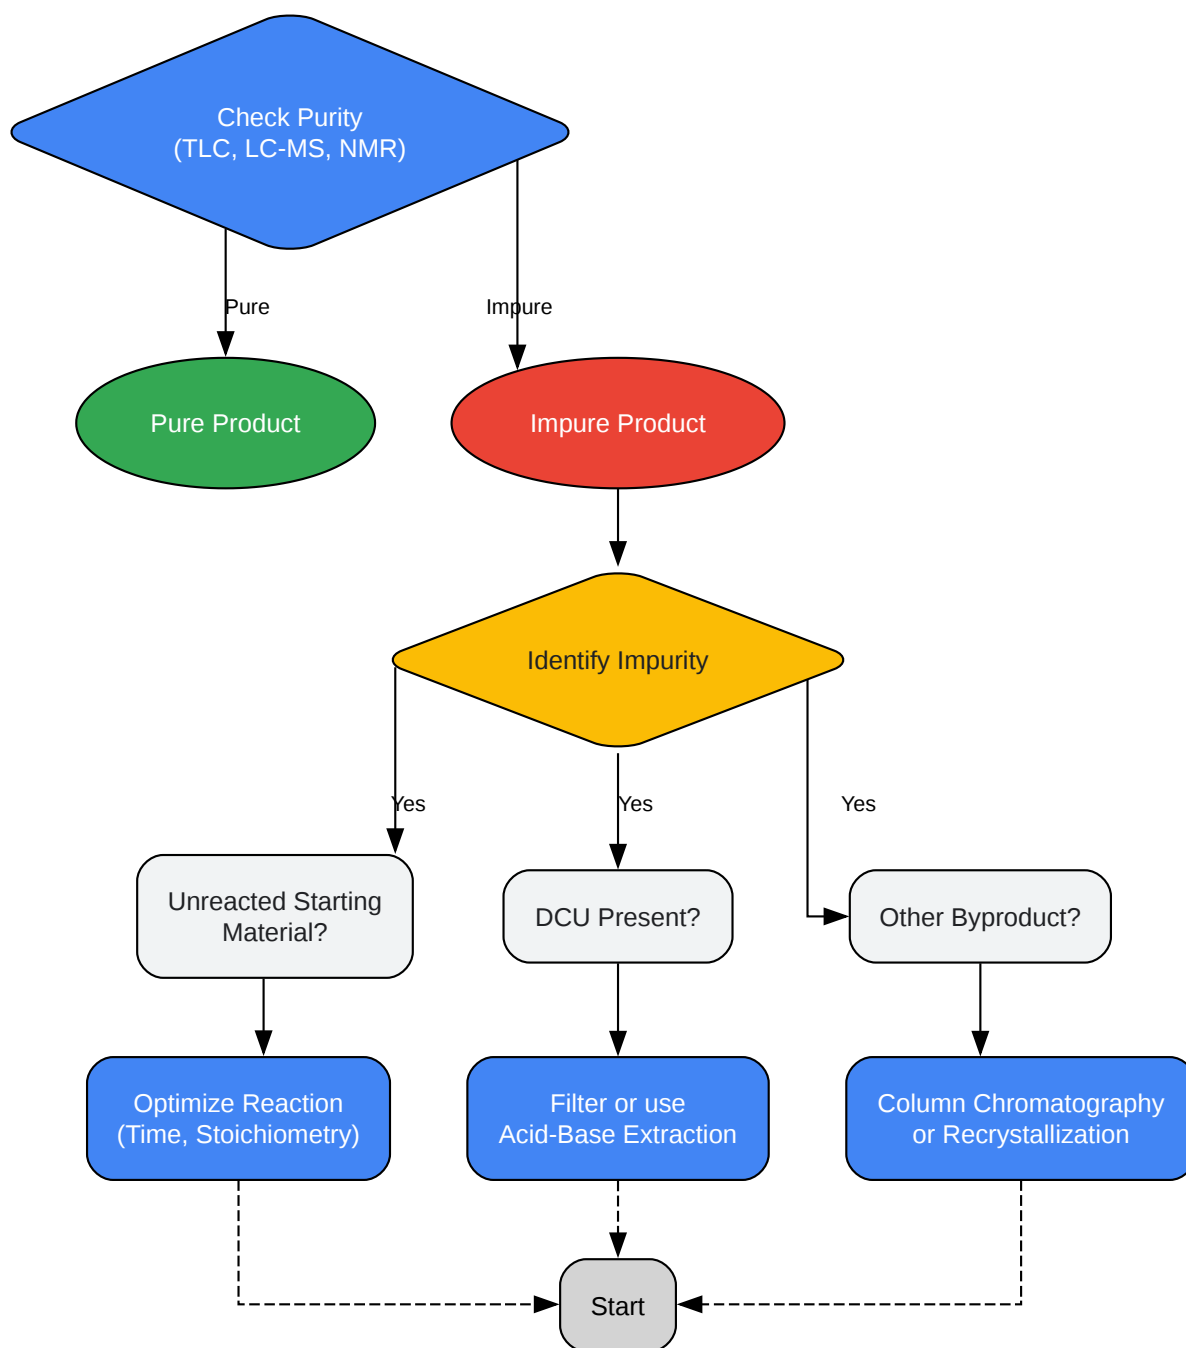 Check Purity
(TLC, LC-MS, NMR)
Pure
Impure
Pure Product
Impure Product
Identify Impurity
Yes
Yes
Yes
Unreacted Starting
Material?
DCU Present?
Other Byproduct?
Optimize Reaction
(Time, Stoichiometry)
Filter or use
Acid-Base Extraction
Column Chromatography
or Recrystallization
Start